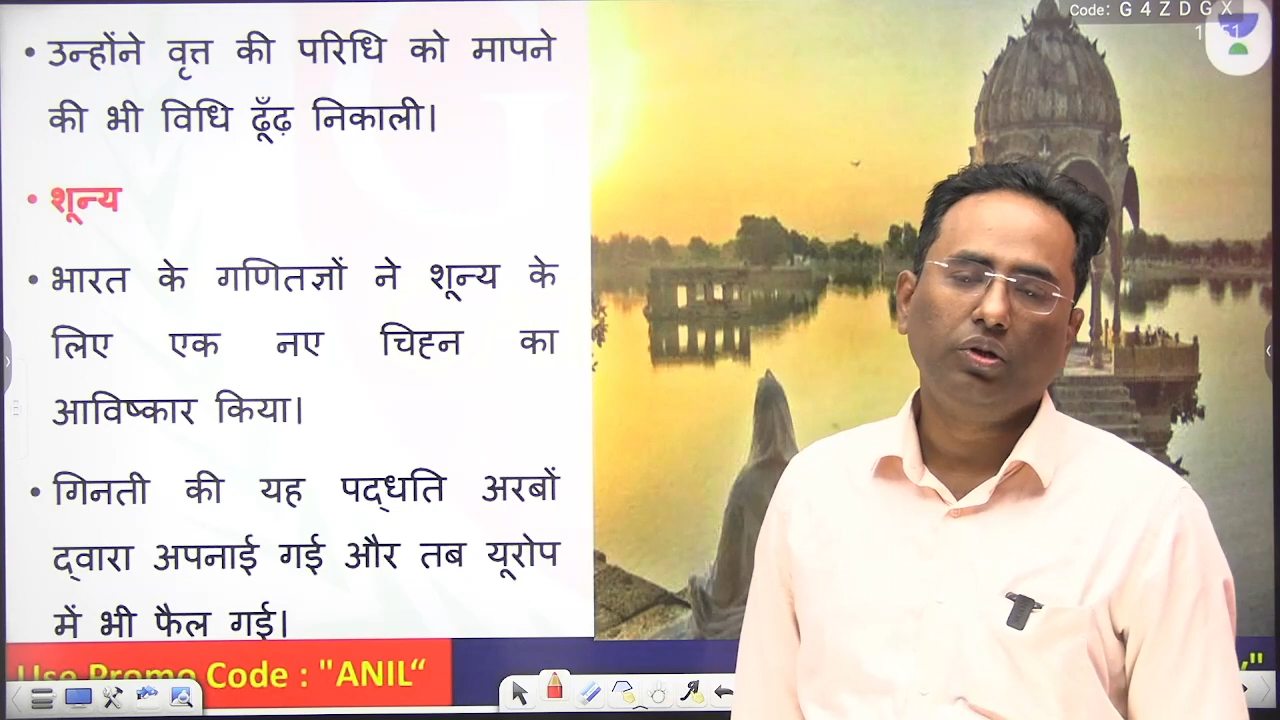 Code: G 4 Z D G X
• उन्होंने वृत्त की परिधि को मापने
की भी विधि ढूँढ़ निकाली।
• शून्य
• भारत के गणितज्ञों ने शून्य के
लिए एक नए चिह्न का
आविष्कार किया।
• गिनती की यह पद्धति अरबों
द्वारा अपनाई गई और तब यूरोप
में भी फैल गई।
Use Promo Code : "ANIL“